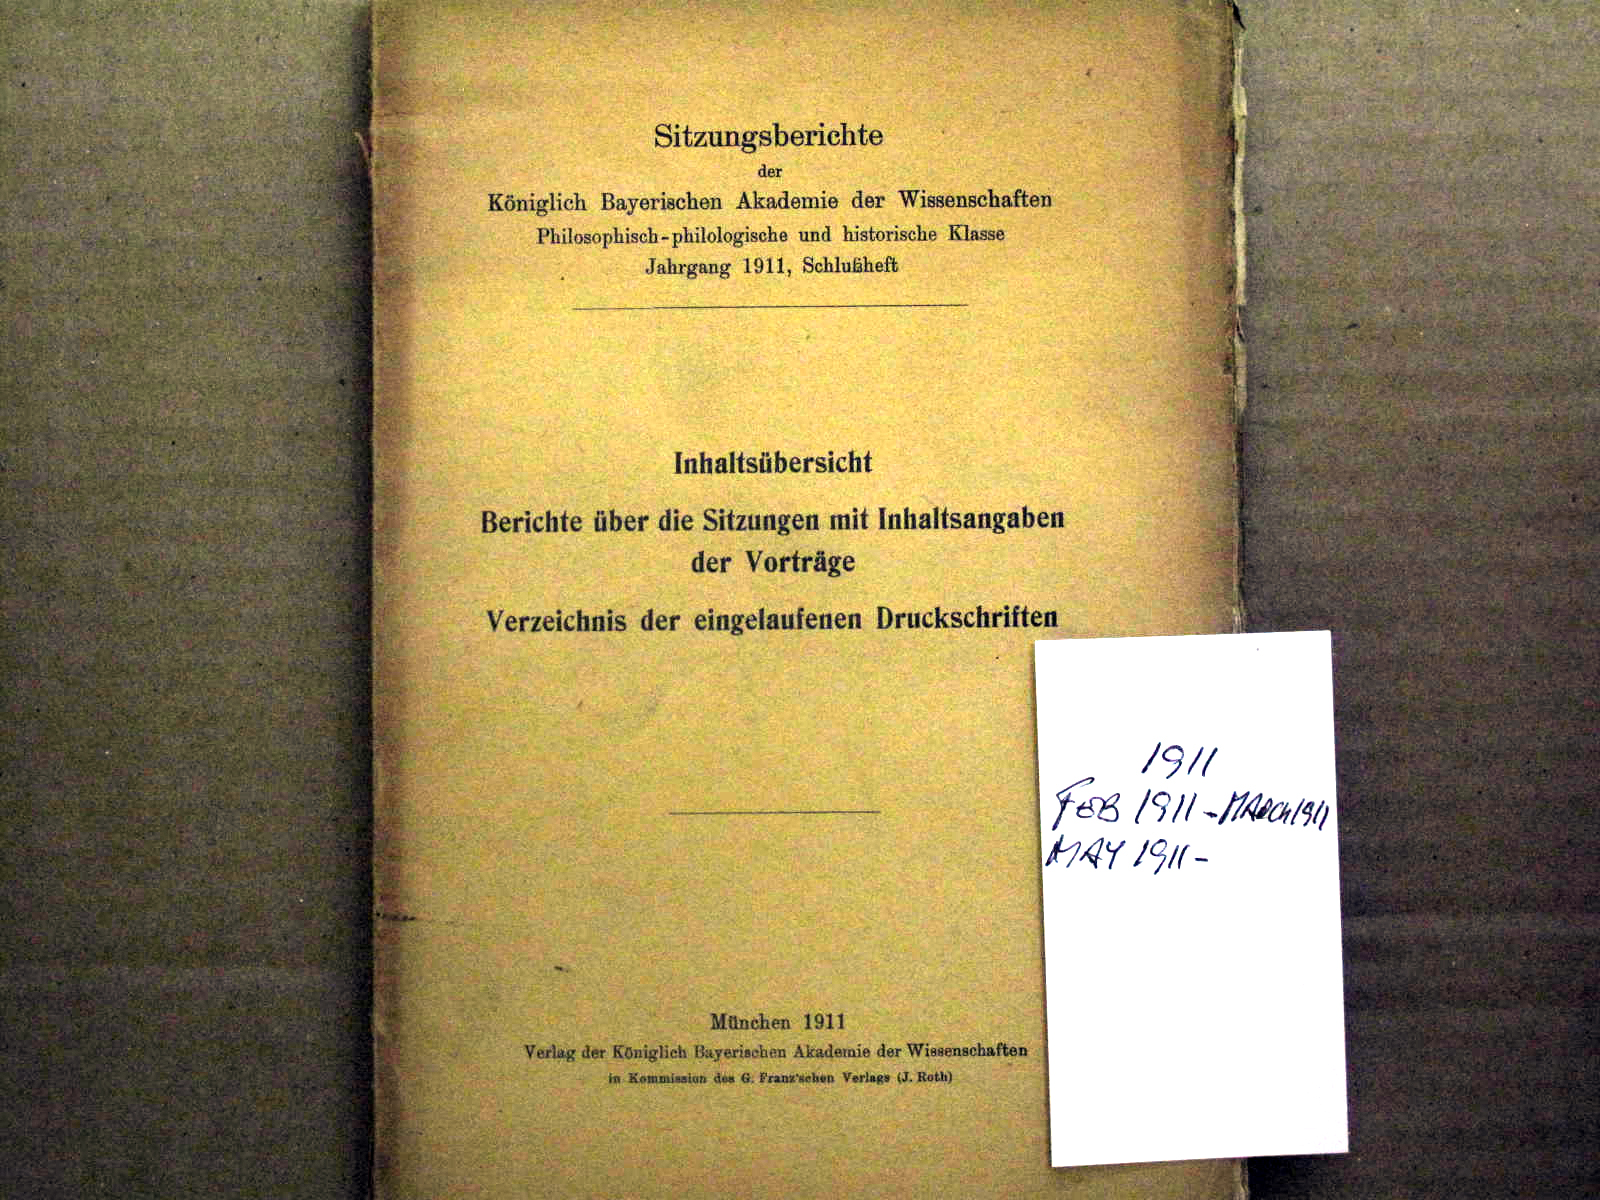 Sitzungsberichte
der
Königlich Bayerischen Akademie der Wissenschaften
Philosophisch-philologische und historische Klasse
Jahrgang 1911, Schlußheft
Inhaltsübersicht
Berichte über die Sitzungen mit Inhaltsangaben
der Vorträge
Verzeichnis der eingelaufenen Druckschriften
München 1911
Verlag der Königlich Bayerischen Akademie der Wissenschaften
in Kommission des G. Franz'schen Verlags (J. Roth)
1911
FEB 1911 - MARCH 1911
MAY 1911 -